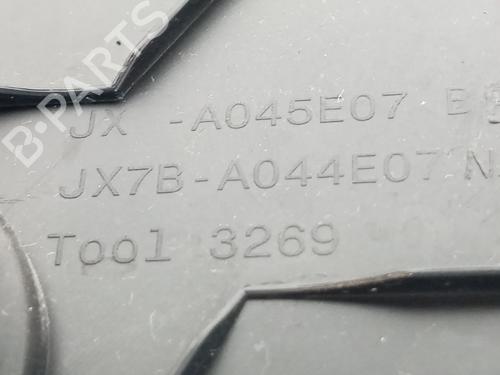 B-PARTS
JX -A045E07 B
JX7B-A044E07 N
Tool 3269